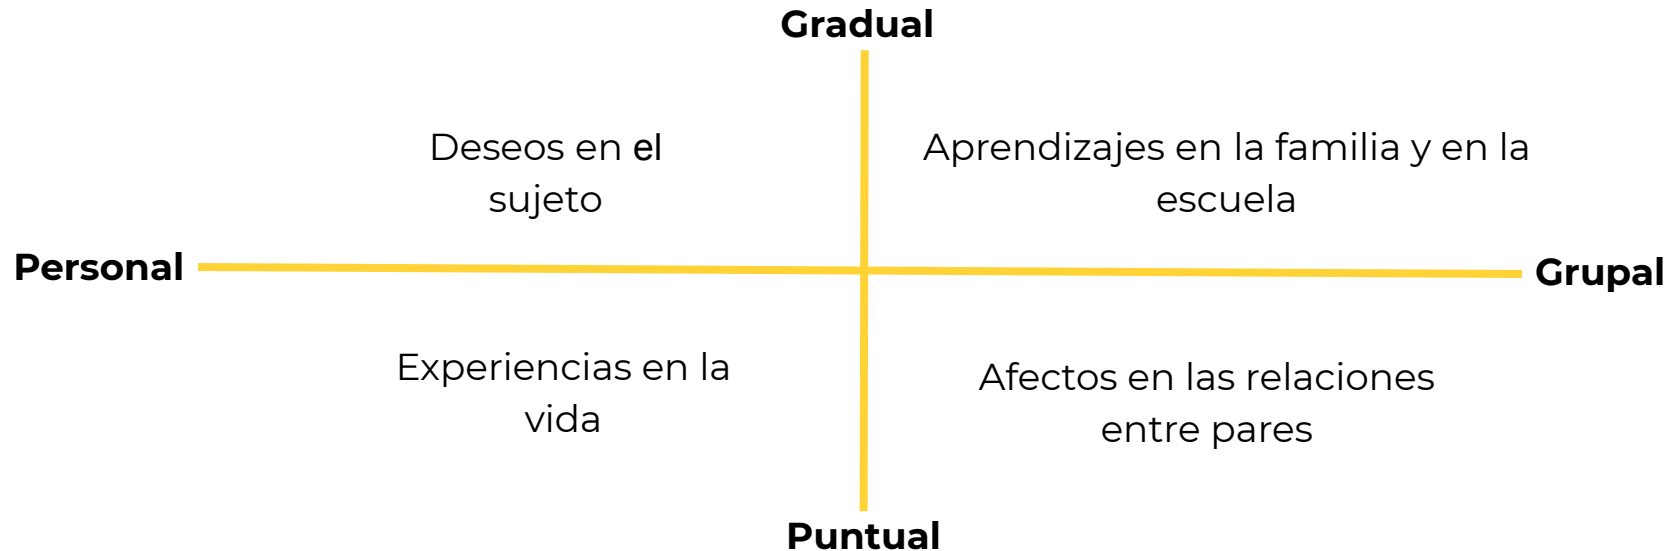 Gradual
Deseos en el
sujeto
Aprendizajes en la familia y en la
escuela
Personal
Grupal
Experiencias en la
vida
Afectos en las relaciones
entre pares
Puntual